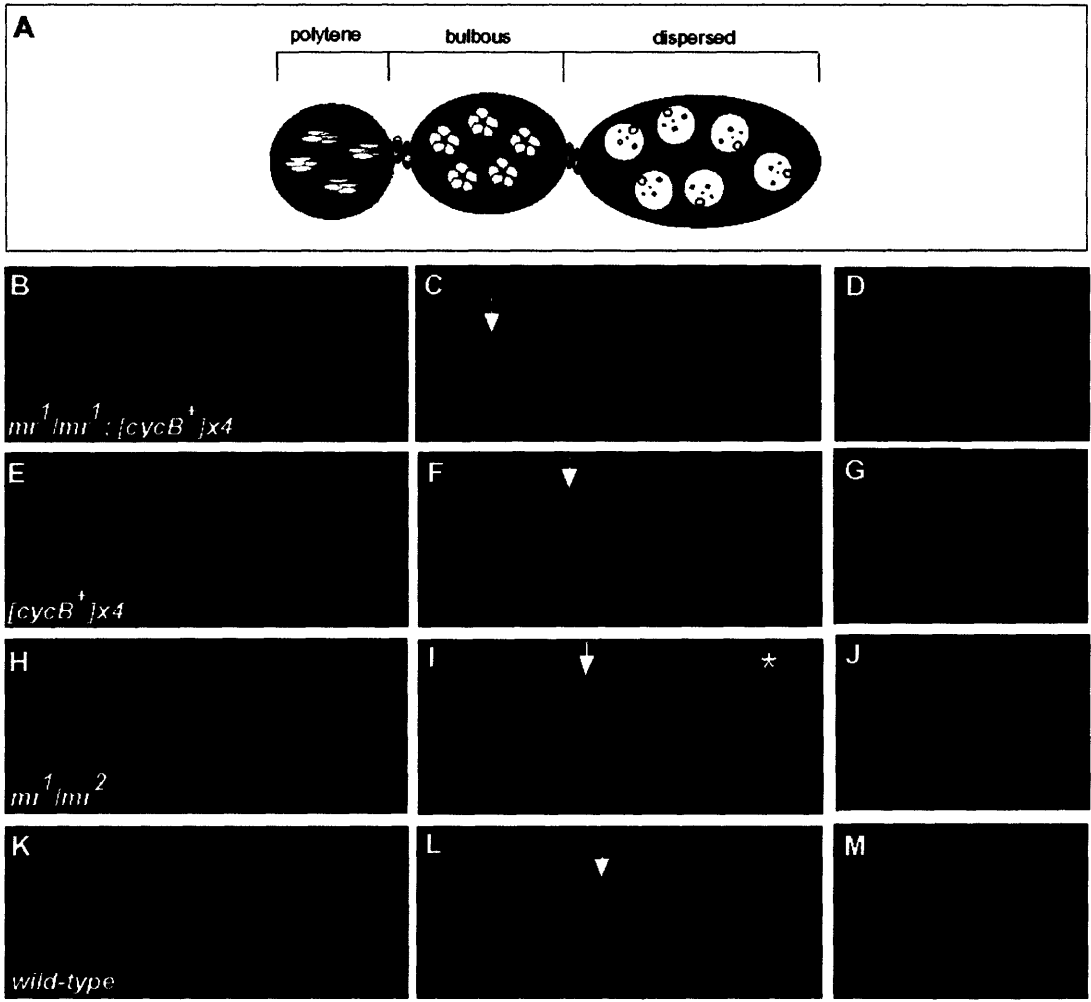 A
polytene bulbous dispersed
B C D
mr¹/mr¹ ; [cycB⁺]x4
E F G
[cycB⁺]x4
H I * J
mr¹/mr²
K L M
wild-type